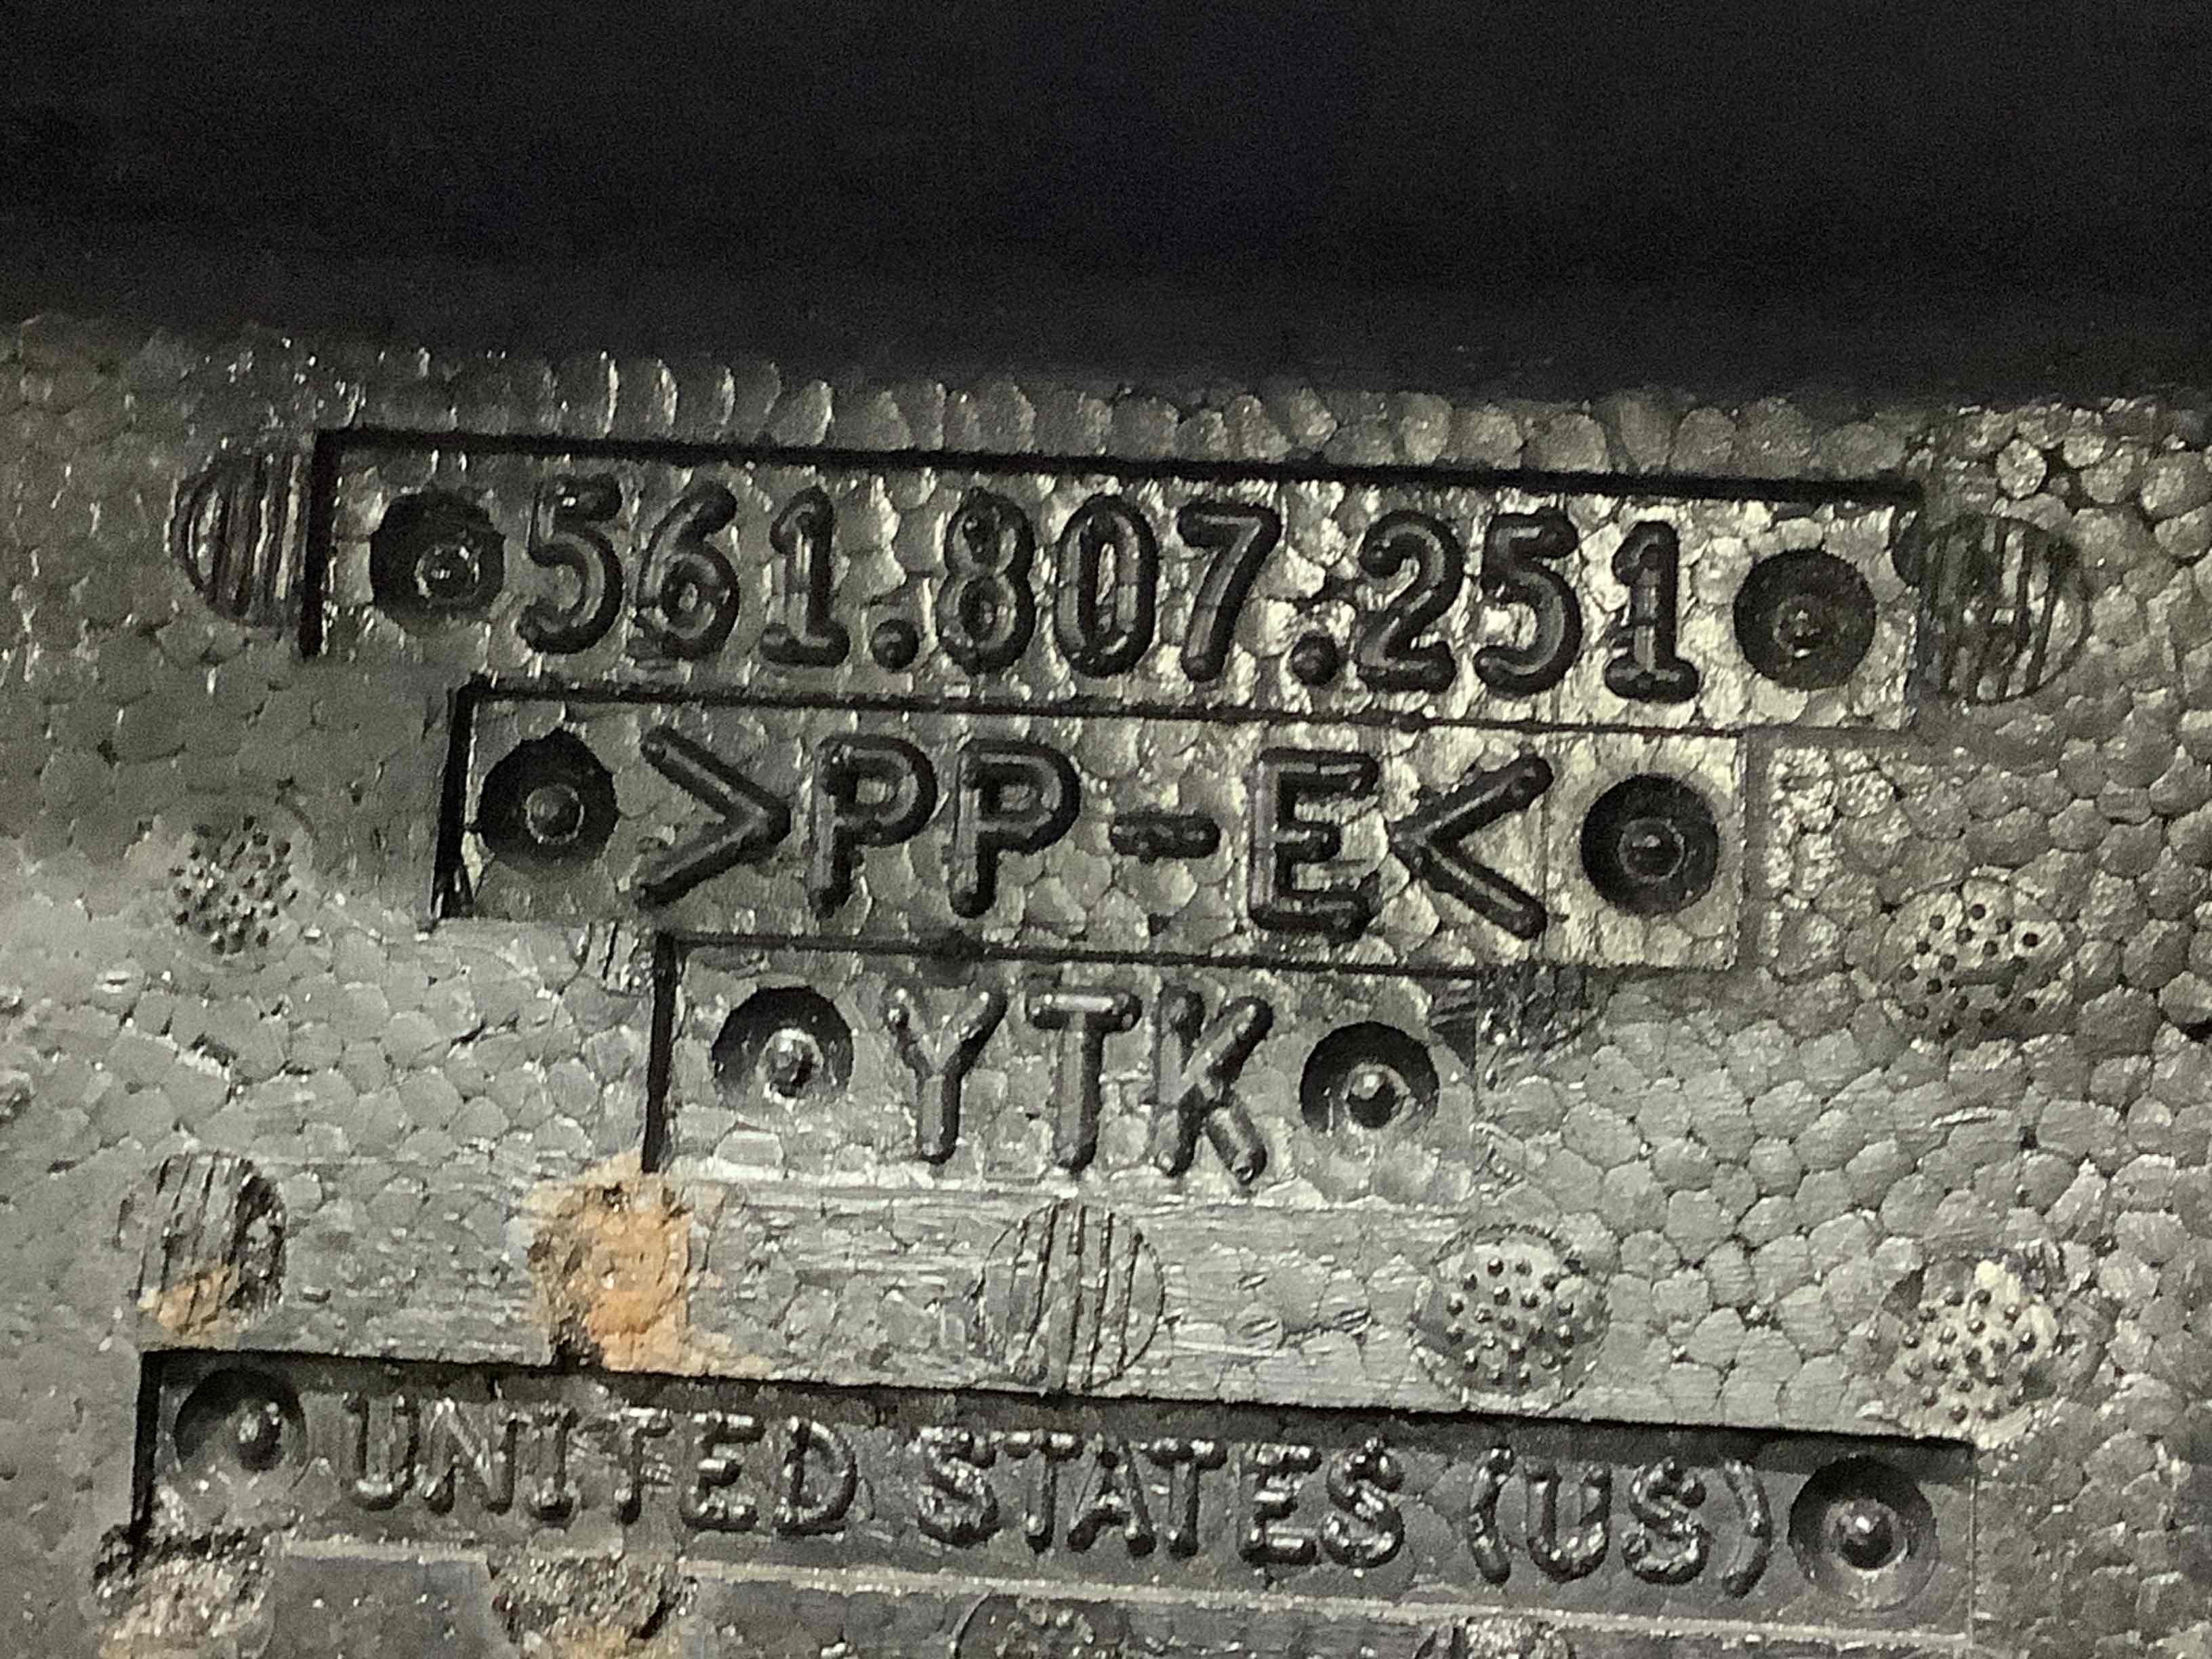 561.807.251
>PP-E<
YTK
UNITED STATES (US)